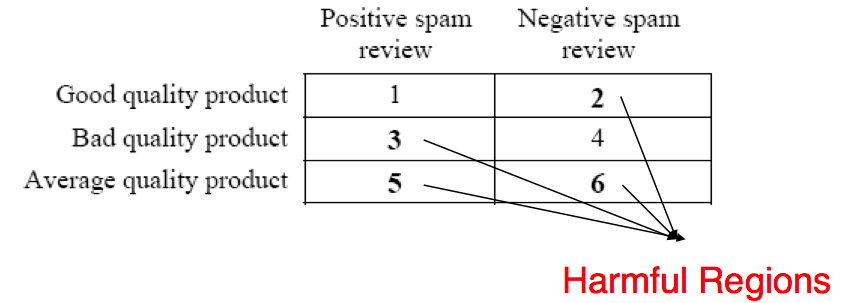 Positive spam review Negative spam review
Good quality product 1 2
Bad quality product 3 4
Average quality product 5 6
Harmful Regions